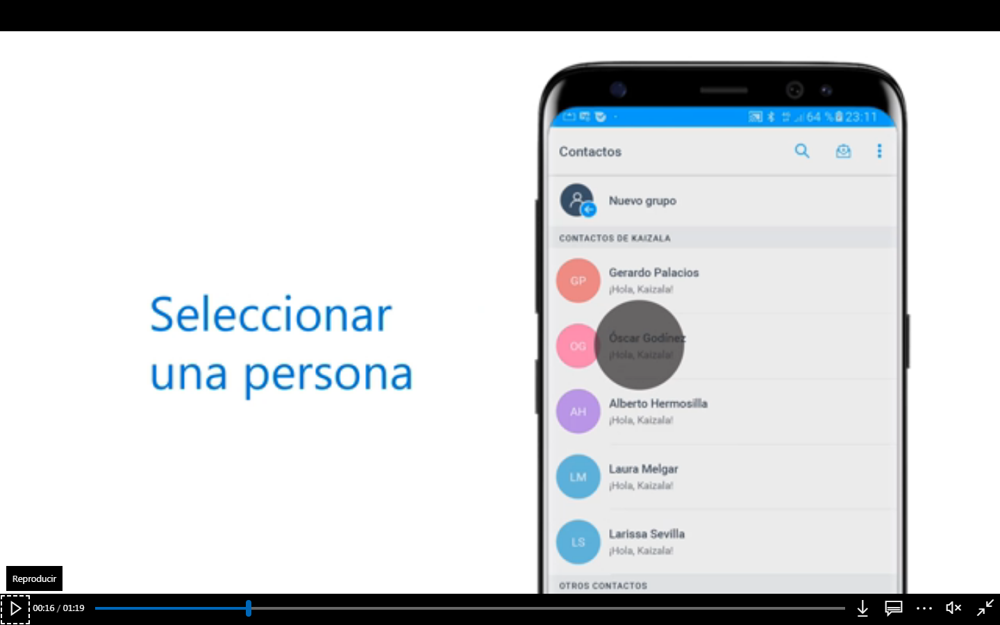 64 % 23:11
Contactos
Nuevo grupo
CONTACTOS DE KAIZALA
GP
Gerardo Palacios
¡Hola, Kaizala!
Seleccionar
una persona
OG
Óscar Godínez
¡Hola, Kaizala!
AH
Alberto Hermosilla
¡Hola, Kaizala!
LM
Laura Melgar
¡Hola, Kaizala!
LS
Larissa Sevilla
¡Hola, Kaizala!
OTROS CONTACTOS
Reproducir
00:16 / 01:19